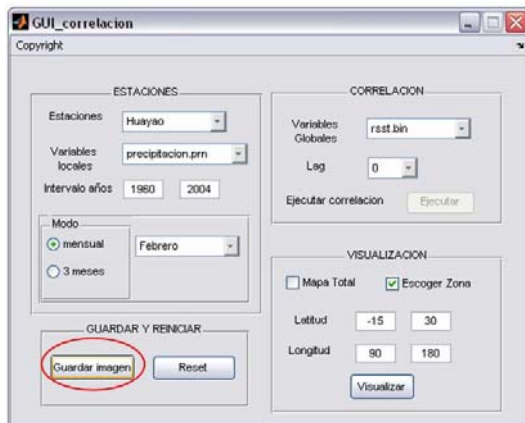 GUI_correlacion
Copyright
ESTACIONES
Estaciones
Huayao
Variables
locales
precipitacion.prn
Intervalo años
1960
2004
Modo
mensual
Febrero
3 meses
GUARDAR Y REINICIAR
Guardar imagen
Reset
CORRELACION
Variables
Globales
rsst.bin
Lag
0
Ejecutar correlacion
Ejecutar
VISUALIZACION
Mapa Total
Escoger Zona
Latitud
-15
30
Longitud
90
180
Visualizar